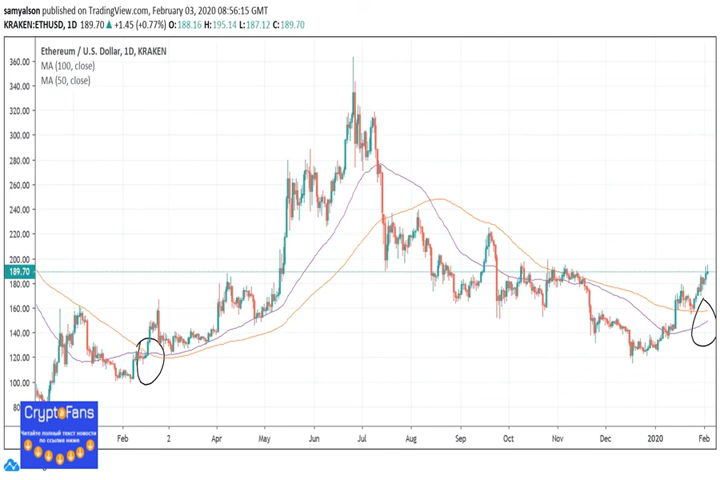 samyalson published on TradingView.com, February 03, 2020 08:56:15 GMT
KRAKEN:ETHUSD, 1D 189.70 ▲ +1.45 (+0.77%) O: 188.16 H: 195.14 L: 187.12 C: 189.70
Ethereum / U.S. Dollar, 1D, KRAKEN
MA (100, close)
MA (50, close)
360.00
340.00
320.00
300.00
280.00
260.00
240.00
220.00
200.00
189.70
180.00
160.00
140.00
120.00
100.00
CryptoFans
Читайте полный текст новости
по ссылке ниже
Feb 2 Apr May Jun Jul Aug Sep Oct Nov Dec 2020 Feb